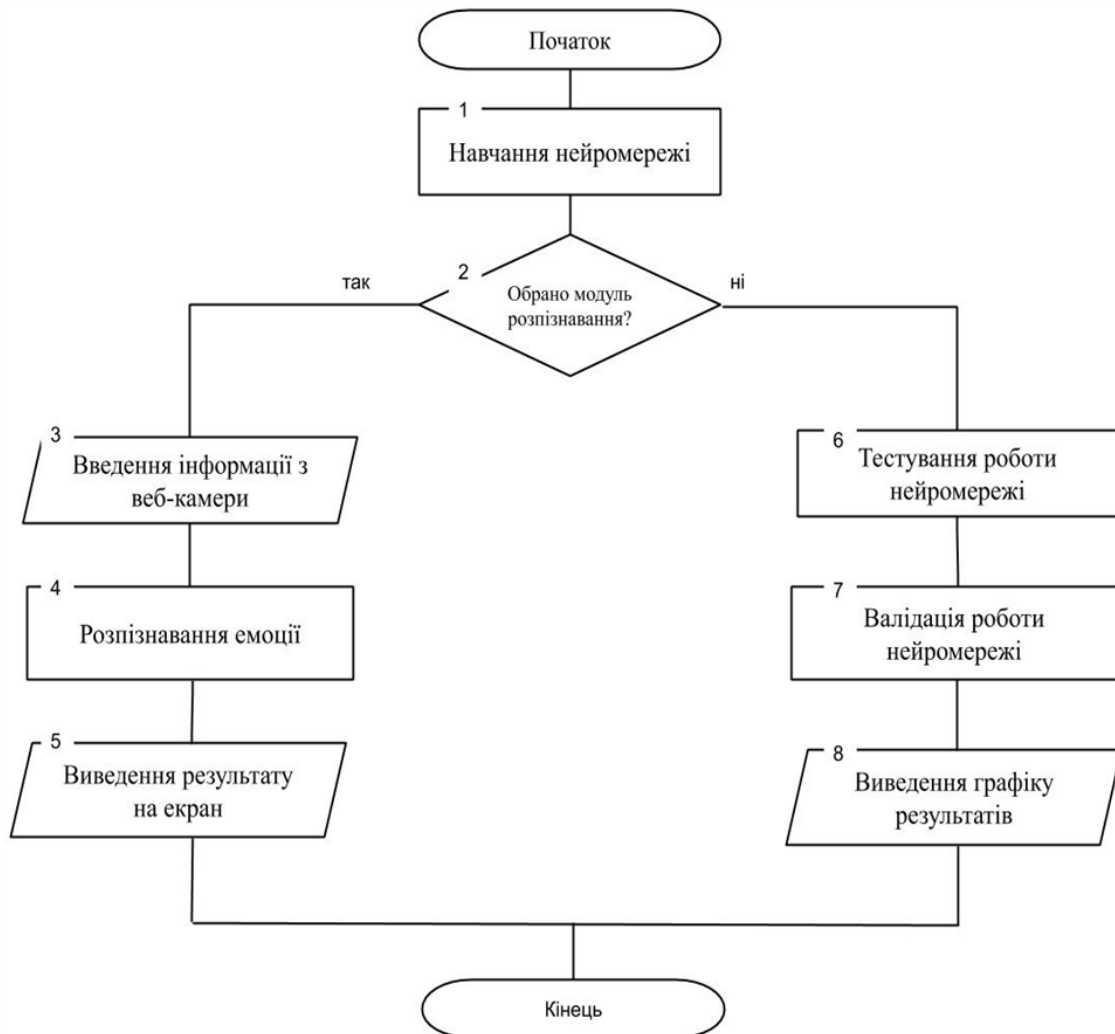 Початок
1
Навчання нейромережі
2
так
ні
Обрано модуль
розпізнавання?
3
Введення інформації з
веб-камери
4
Розпізнавання емоції
5
Виведення результату
на екран
6
Тестування роботи
нейромережі
7
Валідація роботи
нейромережі
8
Виведення графіку
результатів
Кінець